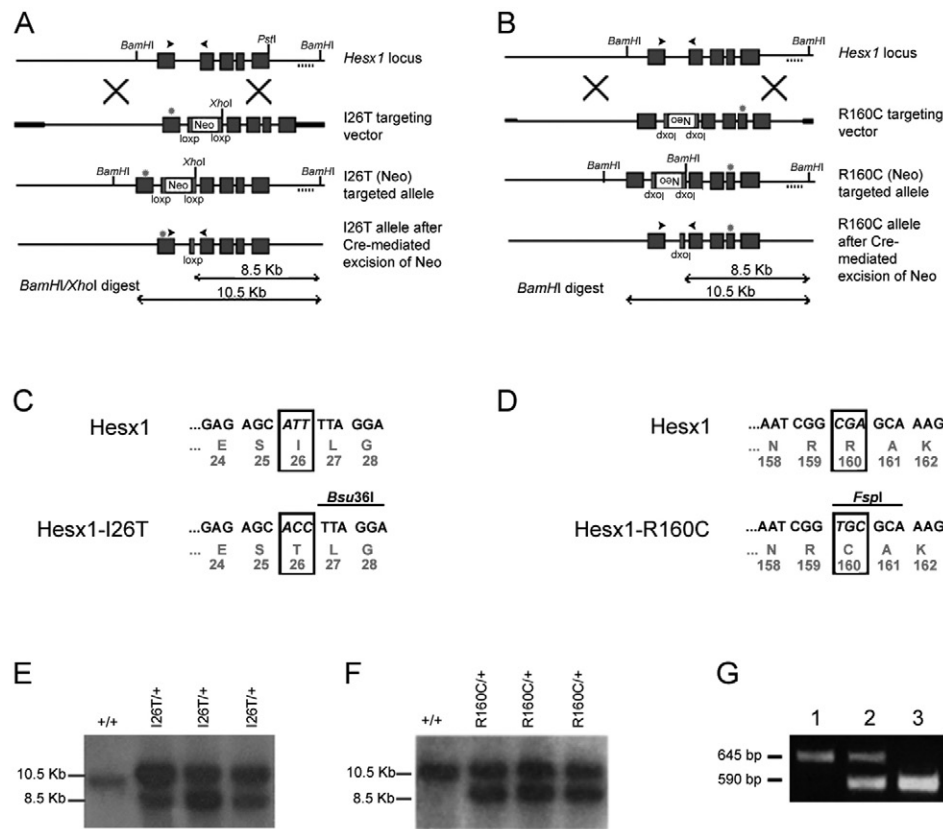 A
BamHI
PstI
BamHI
Hesx1 locus
XhoI
Neo
loxp
loxp
I26T targeting vector
XhoI
BamHI
BamHI
Neo
loxp
loxp
I26T (Neo) targeted allele
loxp
I26T allele after Cre-mediated excision of Neo
8.5 Kb
BamHI/XhoI digest
10.5 Kb
B
BamHI
BamHI
Hesx1 locus
Neo
loxp
loxp
R160C targeting vector
BamHI
BamHI
BamHI
Neo
loxp
loxp
R160C (Neo) targeted allele
loxp
R160C allele after Cre-mediated excision of Neo
8.5 Kb
BamHI digest
10.5 Kb
C
Hesx1
...GAG AGC ATT TTA GGA
... E S I L G
24 25 26 27 28
Bsu36I
Hesx1-I26T
...GAG AGC ACC TTA GGA
... E S T L G
24 25 26 27 28
D
Hesx1
...AAT CGG CGA GCA AAG
... N R R A K
158 159 160 161 162
FspI
Hesx1-R160C
...AAT CGG TGC GCA AAG
... N R C A K
158 159 160 161 162
E
+/+
I26T/+
I26T/+
I26T/+
10.5 Kb
8.5 Kb
F
+/+
R160C/+
R160C/+
R160C/+
10.5 Kb
8.5 Kb
G
1 2 3
645 bp
590 bp